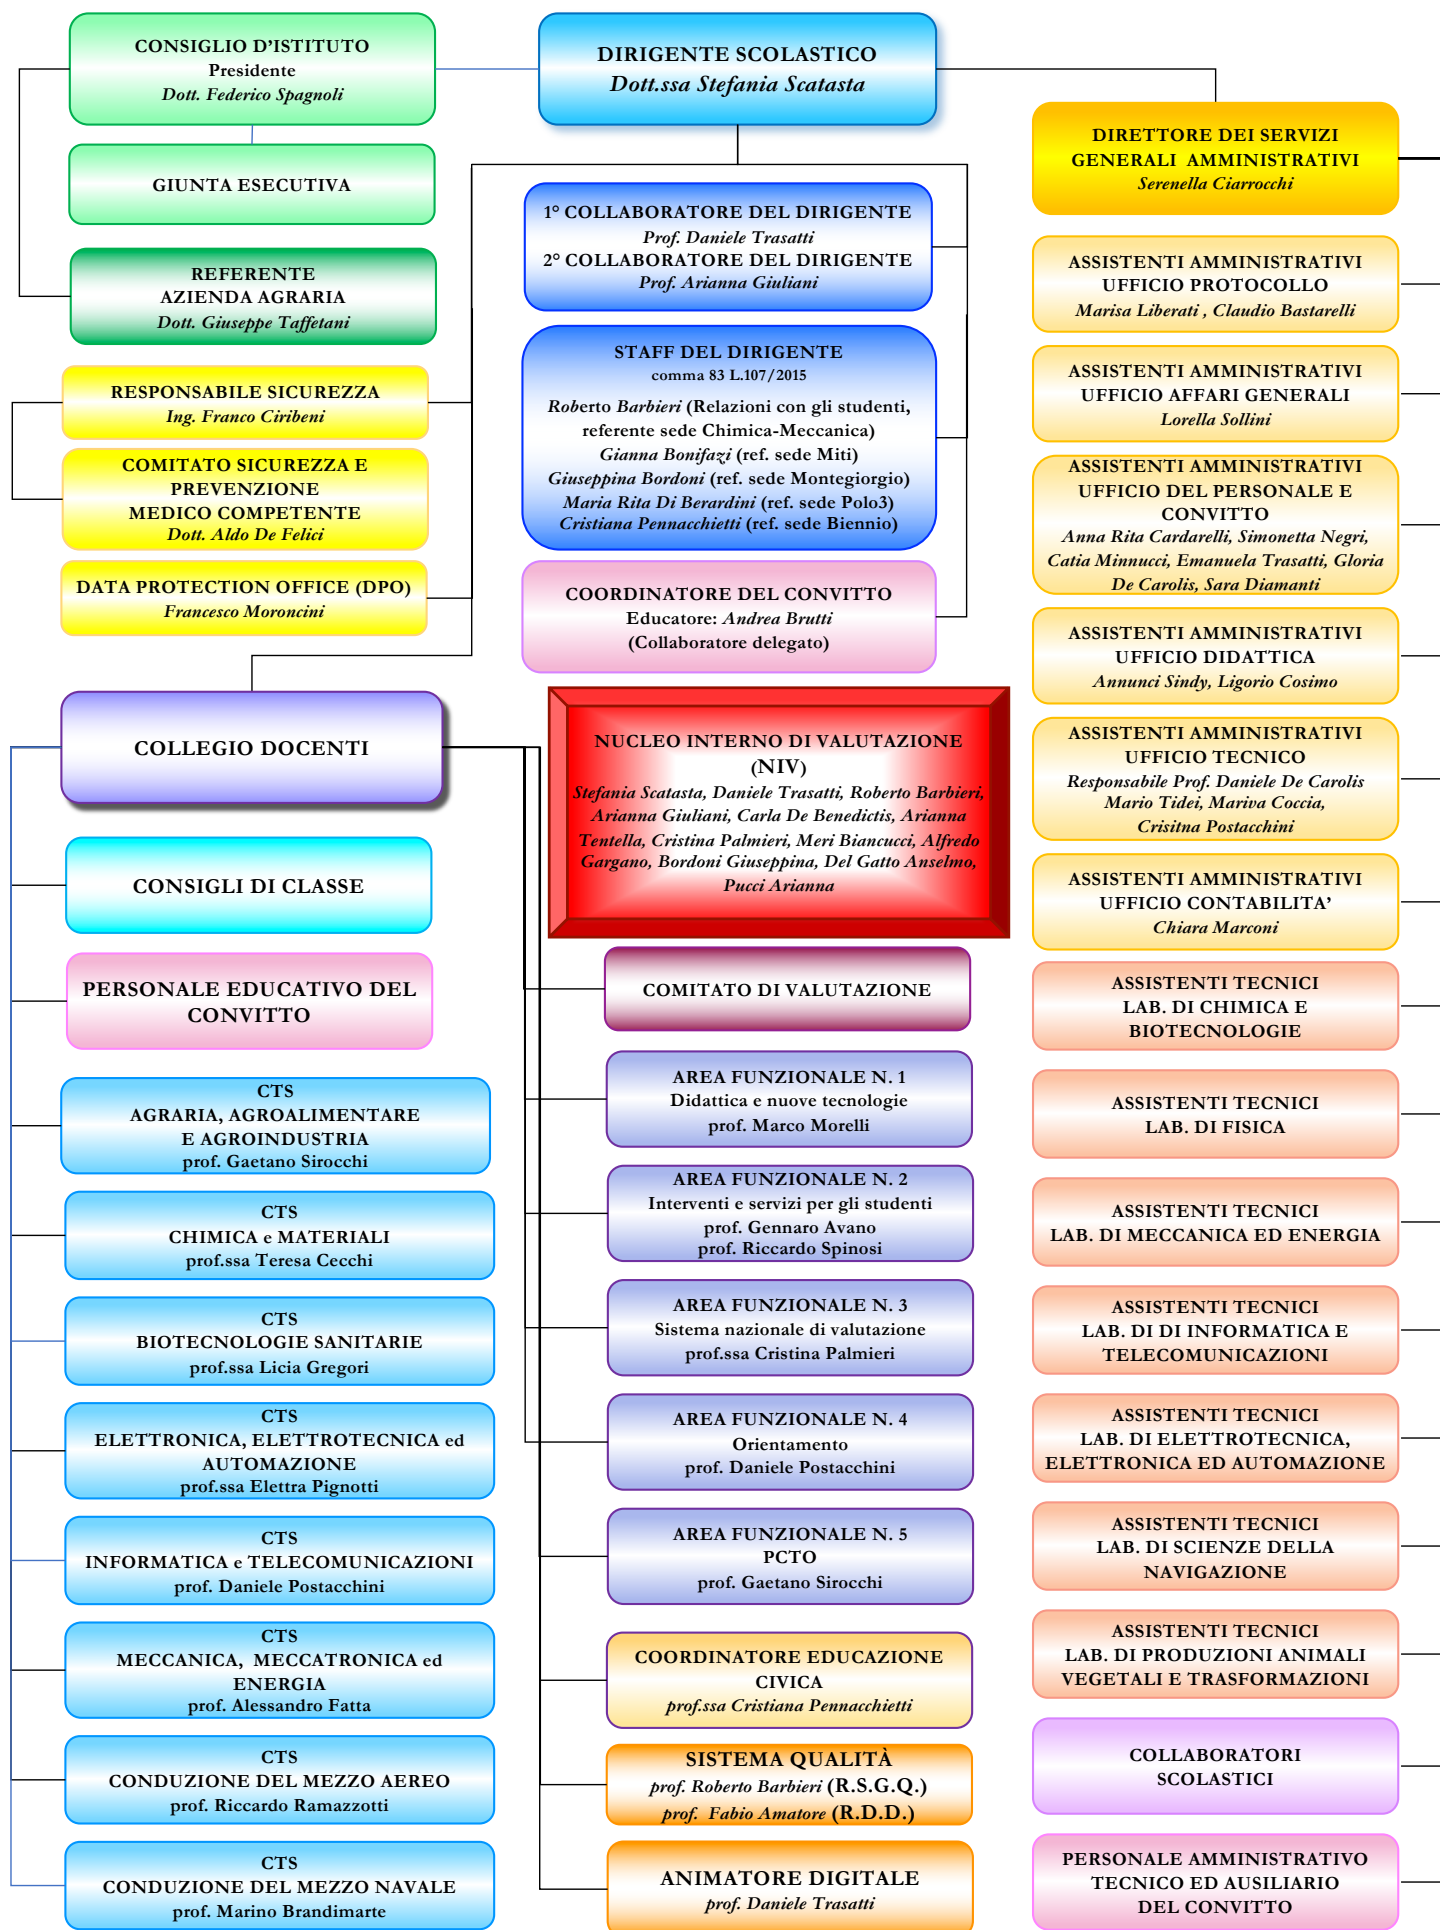 CONSIGLIO D'ISTITUTO
Presidente
Dott. Federico Spagnoli
GIUNTA ESECUTIVA
REFERENTE
AZIENDA AGRARIA
Dott. Giuseppe Taffetani
RESPONSABILE SICUREZZA
Ing. Franco Ciribeni
COMITATO SICUREZZA E
PREVENZIONE
MEDICO COMPETENTE
Dott. Aldo De Felici
DATA PROTECTION OFFICE (DPO)
Francesco Moroncini
DIRIGENTE SCOLASTICO
Dott.ssa Stefania Scatasta
1° COLLABORATORE DEL DIRIGENTE
Prof. Daniele Trasatti
2° COLLABORATORE DEL DIRIGENTE
Prof. Arianna Giuliani
STAFF DEL DIRIGENTE
comma 83 L.107/2015
Roberto Barbieri (Relazioni con gli studenti,
referente sede Chimica-Meccanica)
Gianna Bonifazi (ref. sede Miti)
Giuseppina Bordoni (ref. sede Montegiorgio)
Maria Rita Di Berardini (ref. sede Polo3)
Cristiana Pennacchietti (ref. sede Biennio)
COORDINATORE DEL CONVITTO
Educatore: Andrea Brutti
(Collaboratore delegato)
COLLEGIO DOCENTI
CONSIGLI DI CLASSE
PERSONALE EDUCATIVO DEL
CONVITTO
CTS
AGRARIA, AGROALIMENTARE
E AGROINDUSTRIA
prof. Gaetano Sirocchi
CTS
CHIMICA e MATERIALI
prof.ssa Teresa Cecchi
CTS
BIOTECNOLOGIE SANITARIE
prof.ssa Licia Gregori
CTS
ELETTRONICA, ELETTROTECNICA ed
AUTOMAZIONE
prof.ssa Elettra Pignotti
CTS
INFORMATICA e TELECOMUNICAZIONI
prof. Daniele Postacchini
CTS
MECCANICA, MECCATRONICA ed
ENERGIA
prof. Alessandro Fatta
CTS
CONDUZIONE DEL MEZZO AEREO
prof. Riccardo Ramazzotti
CTS
CONDUZIONE DEL MEZZO NAVALE
prof. Marino Brandimarte
NUCLEO INTERNO DI VALUTAZIONE
(NIV)
Stefania Scatasta, Daniele Trasatti, Roberto Barbieri,
Arianna Giuliani, Carla De Benedictis, Arianna
Tentella, Cristina Palmieri, Meri Biancucci, Alfredo
Gargano, Bordoni Giuseppina, Del Gatto Anselmo,
Pucci Arianna
COMITATO DI VALUTAZIONE
AREA FUNZIONALE N. 1
Didattica e nuove tecnologie
prof. Marco Morelli
AREA FUNZIONALE N. 2
Interventi e servizi per gli studenti
prof. Gennaro Avano
prof. Riccardo Spinosi
AREA FUNZIONALE N. 3
Sistema nazionale di valutazione
prof.ssa Cristina Palmieri
AREA FUNZIONALE N. 4
Orientamento
prof. Daniele Postacchini
AREA FUNZIONALE N. 5
PCTO
prof. Gaetano Sirocchi
COORDINATORE EDUCAZIONE
CIVICA
prof.ssa Cristiana Pennacchietti
SISTEMA QUALITÀ
prof. Roberto Barbieri (R.S.G.Q.)
prof. Fabio Amatore (R.D.D.)
ANIMATORE DIGITALE
prof. Daniele Trasatti
DIRETTORE DEI SERVIZI
GENERALI AMMINISTRATIVI
Serenella Ciarrocchi
ASSISTENTI AMMINISTRATIVI
UFFICIO PROTOCOLLO
Marisa Liberati , Claudio Bastarelli
ASSISTENTI AMMINISTRATIVI
UFFICIO AFFARI GENERALI
Lorella Sollini
ASSISTENTI AMMINISTRATIVI
UFFICIO DEL PERSONALE E
CONVITTO
Anna Rita Cardarelli, Simonetta Negri,
Catia Minnucci, Emanuela Trasatti, Gloria
De Carolis, Sara Diamanti
ASSISTENTI AMMINISTRATIVI
UFFICIO DIDATTICA
Annunci Sindy, Ligorio Cosimo
ASSISTENTI AMMINISTRATIVI
UFFICIO TECNICO
Responsabile Prof. Daniele De Carolis
Mario Tidei, Mariva Coccia,
Crisitna Postacchini
ASSISTENTI AMMINISTRATIVI
UFFICIO CONTABILITA'
Chiara Marconi
ASSISTENTI TECNICI
LAB. DI CHIMICA E
BIOTECNOLOGIE
ASSISTENTI TECNICI
LAB. DI FISICA
ASSISTENTI TECNICI
LAB. DI MECCANICA ED ENERGIA
ASSISTENTI TECNICI
LAB. DI DI INFORMATICA E
TELECOMUNICAZIONI
ASSISTENTI TECNICI
LAB. DI ELETTROTECNICA,
ELETTRONICA ED AUTOMAZIONE
ASSISTENTI TECNICI
LAB. DI SCIENZE DELLA
NAVIGAZIONE
ASSISTENTI TECNICI
LAB. DI PRODUZIONI ANIMALI
VEGETALI E TRASFORMAZIONI
COLLABORATORI
SCOLASTICI
PERSONALE AMMINISTRATIVO
TECNICO ED AUSILIARIO
DEL CONVITTO